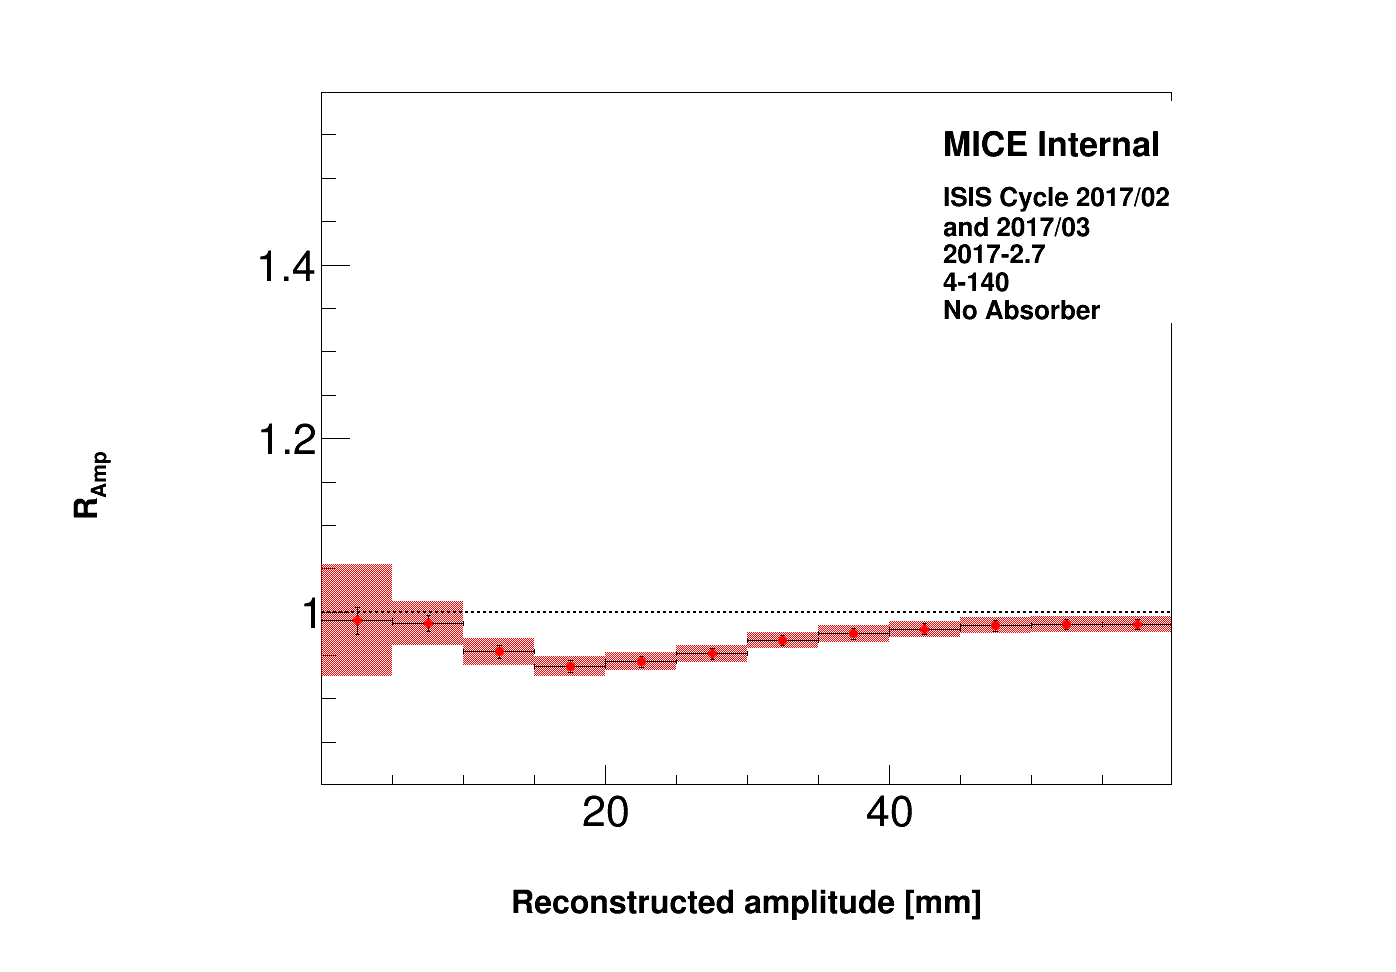 MICE Internal
ISIS Cycle 2017/02
and 2017/03
2017-2.7
4-140
No Absorber
1.4
1.2
1
R_Amp
20
40
Reconstructed amplitude [mm]